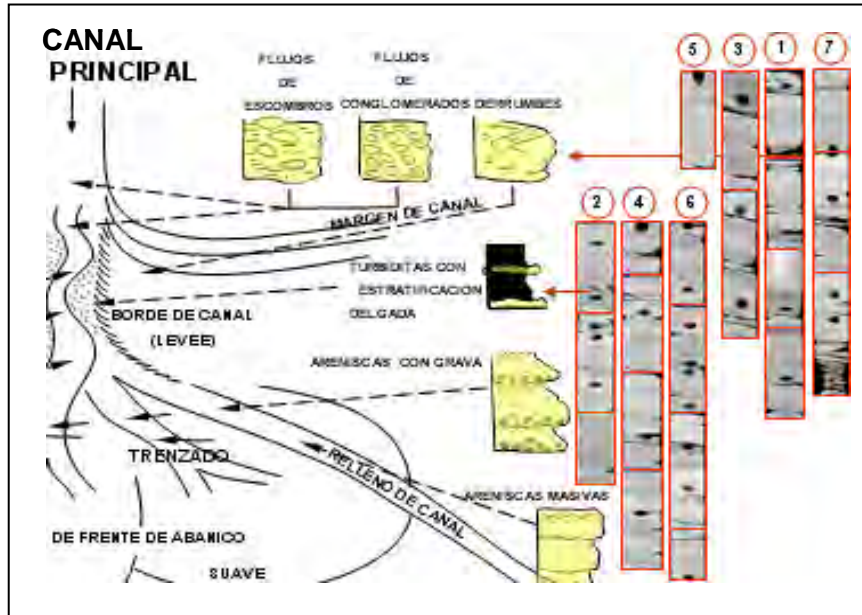 CANAL
PRINCIPAL
FLUJOS
DE
ESCOMBROS
FLUJOS
DE
CONGLOMERADOS
DERRUMBES
5
3
1
7
2
4
6
MARGEN DE CANAL
TURBIDITAS CON
ESTRATIFICACION
DELGADA
BORDE DE CANAL
(LEVEE)
ARENISCAS CON GRAVA
TRENZADO
RELLENO DE CANAL
ARENISCAS MASIVAS
DE FRENTE DE ABANICO
SUAVE